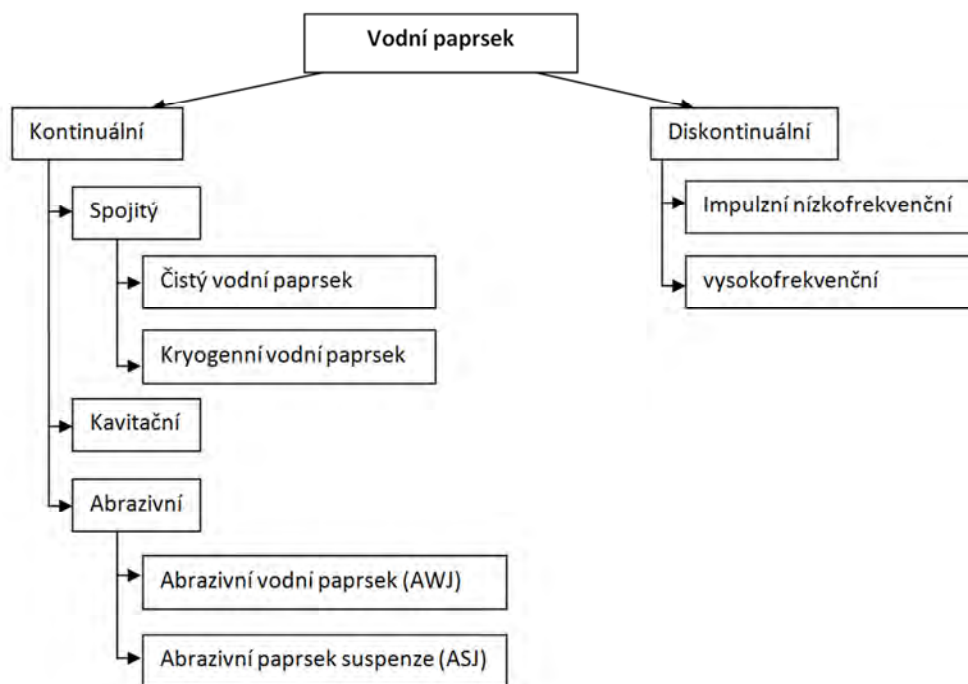 Vodní paprsek
Kontinuální
Spojitý
Čistý vodní paprsek
Kryogenní vodní paprsek
Kavitační
Abrazivní
Abrazivní vodní paprsek (AWJ)
Abrazivní paprsek suspenze (ASJ)
Diskontinuální
Impulzní nízkofrekvenční
vysokofrekvenční